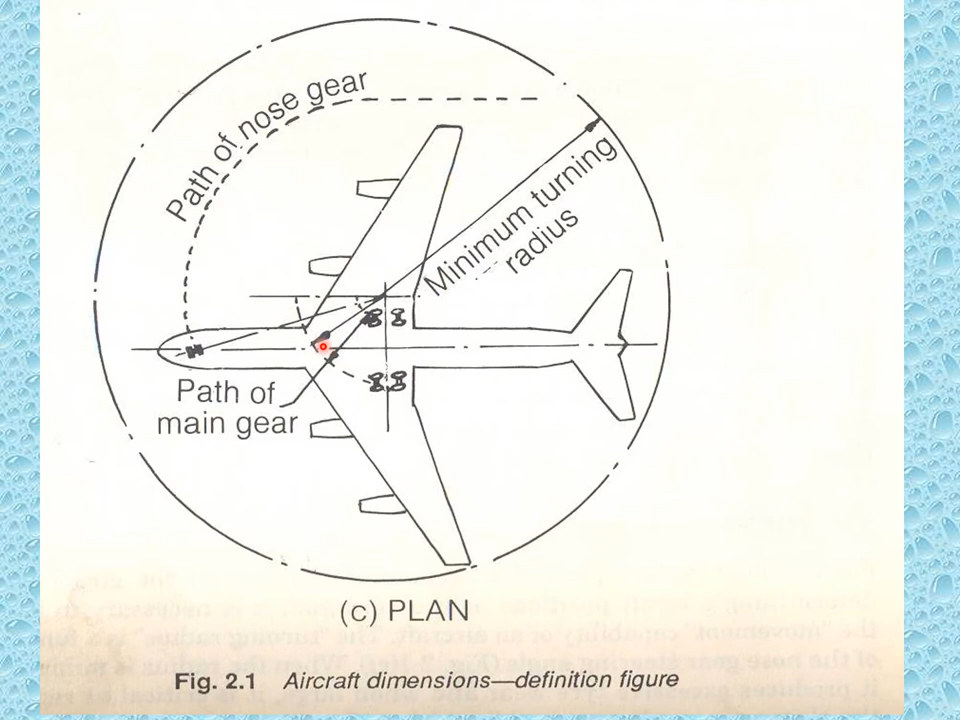 Path of nose gear
Minimum turning
radius
Path of
main gear
(c) PLAN
Fig. 2.1 Aircraft dimensions—definition figure